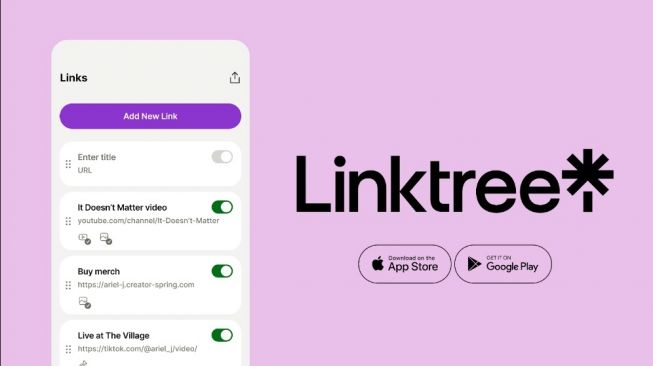 Links
Add New Link
Enter title
URL
It Doesn't Matter video
youtube.com/channel/It-Doesn't-Matter
Buy merch
https://ariel-j.creator-spring.com
Live at The Village
https://tiktok.com/@ariel_j/video/
Linktree
Download on the
App Store
GET IT ON
Google Play